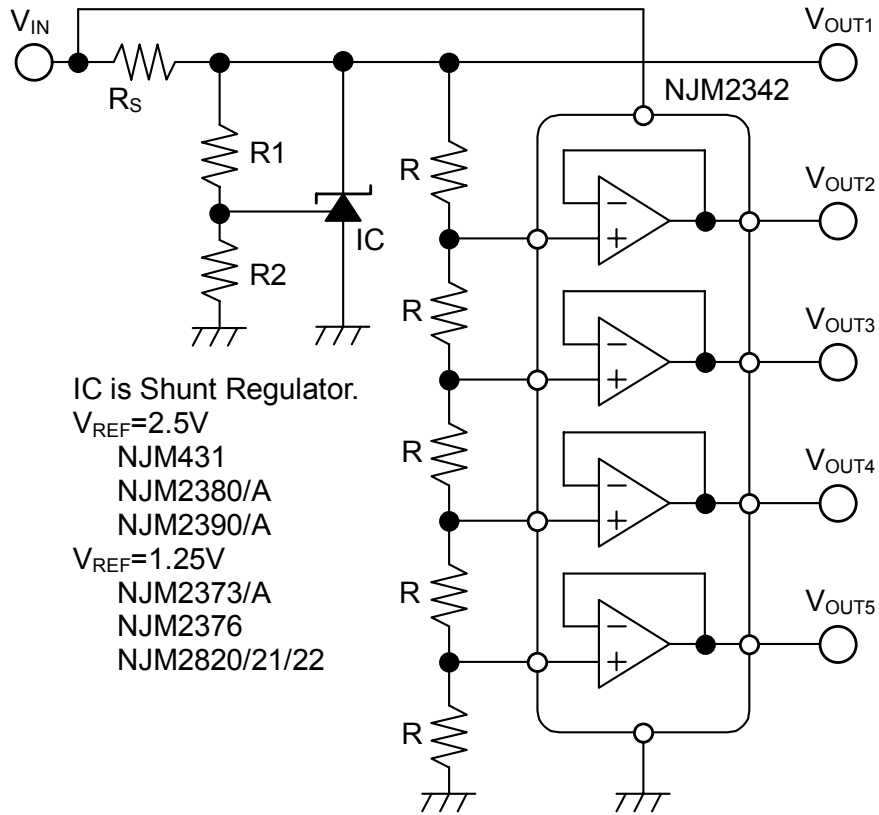 VIN
VOUT1
RS
NJM2342
R1
R
VOUT2
IC
R2
R
VOUT3
IC is Shunt Regulator.
VREF=2.5V
NJM431
R
VOUT4
NJM2380/A
NJM2390/A
VREF=1.25V
NJM2373/A
R
VOUT5
NJM2376
NJM2820/21/22
R